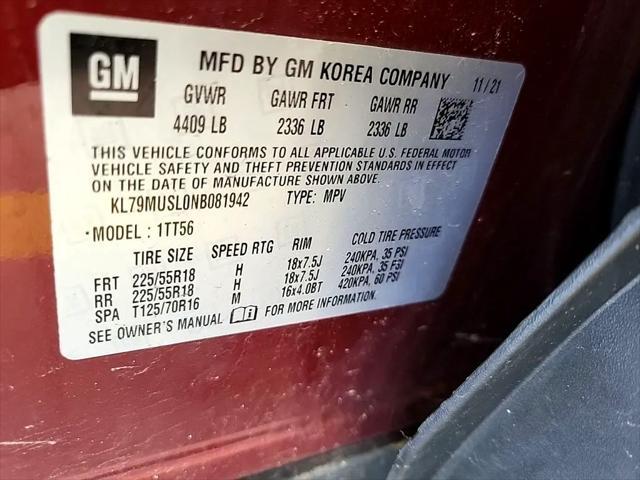 GM
MFD BY GM KOREA COMPANY 11/21
GVWR GAWR FRT GAWR RR
4409 LB 2336 LB 2336 LB
THIS VEHICLE CONFORMS TO ALL APPLICABLE U.S. FEDERAL MOTOR
VEHICLE SAFETY AND THEFT PREVENTION STANDARDS IN EFFECT
ON THE DATE OF MANUFACTURE SHOWN ABOVE.
KL79MUSL0NB081942 TYPE: MPV
•MODEL: 1TT56
TIRE SIZE SPEED RTG RIM COLD TIRE PRESSURE
FRT 225/55R18 H 18x7.5J 240KPA, 35 PSI
RR 225/55R18 H 18x7.5J 240KPA, 35 PSI
SPA T125/70R16 M 16x4.0BT 420KPA, 60 PSI
SEE OWNER'S MANUAL FOR MORE INFORMATION.